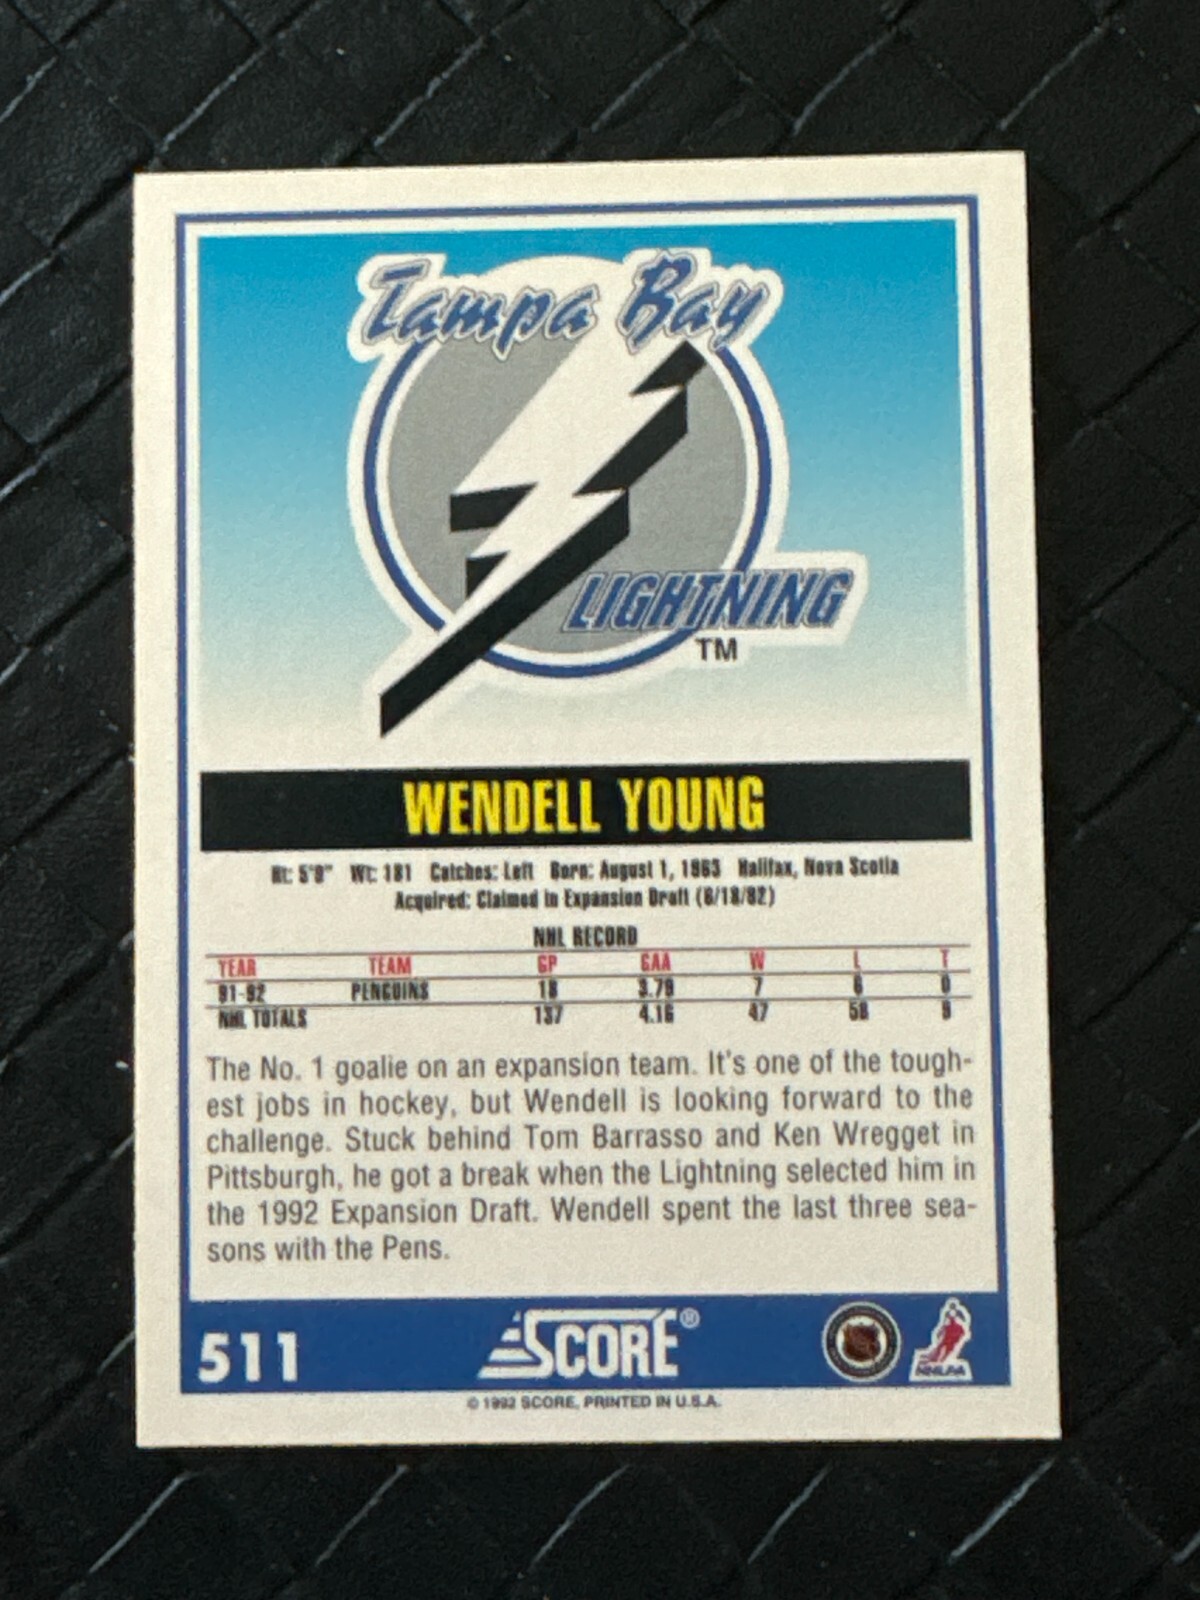 Tampa Bay
LIGHTNING
TM
WENDELL YOUNG
Ht: 5'9" Wt: 181 Catches: Left Born: August 1, 1963 Halifax, Nova Scotia
Acquired: Claimed in Expansion Draft (6/18/92)
NHL RECORD
YEAR TEAM GP GAA W L T
91-92 PENGUINS 18 3.79 7 6 0
NHL TOTALS 137 4.16 47 58 9
The No. 1 goalie on an expansion team. It's one of the tough-
est jobs in hockey, but Wendell is looking forward to the
challenge. Stuck behind Tom Barrasso and Ken Wregget in
Pittsburgh, he got a break when the Lightning selected him in
the 1992 Expansion Draft. Wendell spent the last three sea-
sons with the Pens.
511 SCORE® NHLPA
© 1992 SCORE, PRINTED IN U.S.A.